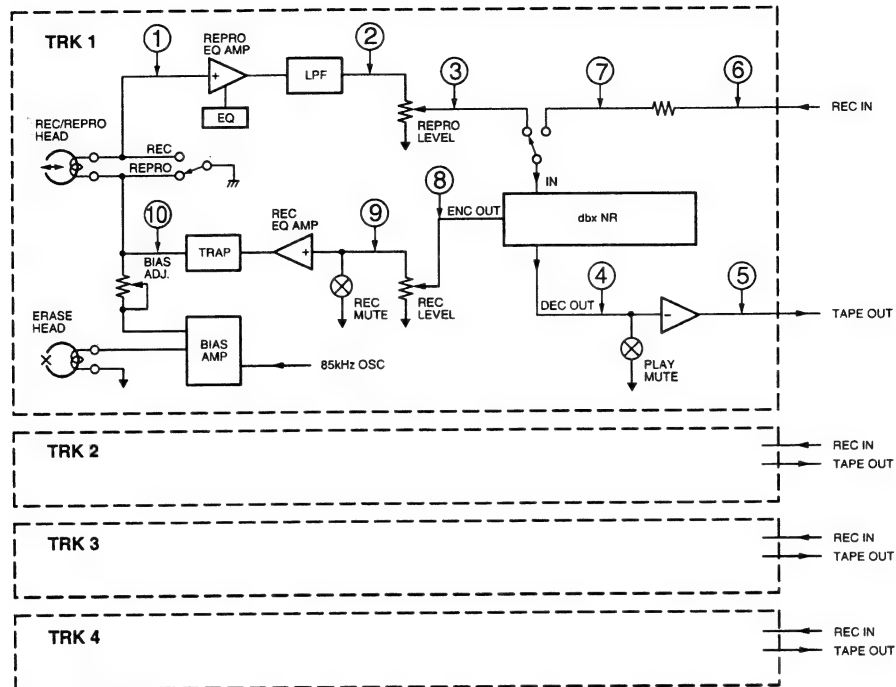 TRK 1
①
REPRO
EQ AMP
②
LPF
③
⑦
⑥
EQ
REPRO
LEVEL
REC IN
REC/REPRO
HEAD
REC
REPRO
⑧
IN
ENC OUT
dbx NR
⑩
REC
EQ AMP
⑨
TRAP
BIAS
ADJ.
REC
MUTE
REC
LEVEL
④
⑤
DEC OUT
TAPE OUT
PLAY
MUTE
ERASE
HEAD
BIAS
AMP
85kHz OSC
+
+
−
TRK 2
REC IN
TAPE OUT
TRK 3
REC IN
TAPE OUT
TRK 4
REC IN
TAPE OUT